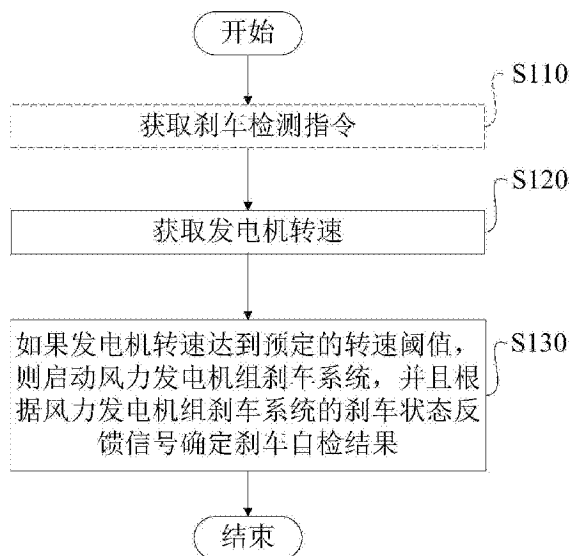 开始
S110
获取刹车检测指令
S120
获取发电机转速
如果发电机转速达到预定的转速阈值，
则启动风力发电机组刹车系统，并且根
据风力发电机组刹车系统的刹车状态反
馈信号确定刹车自检结果
S130
结束